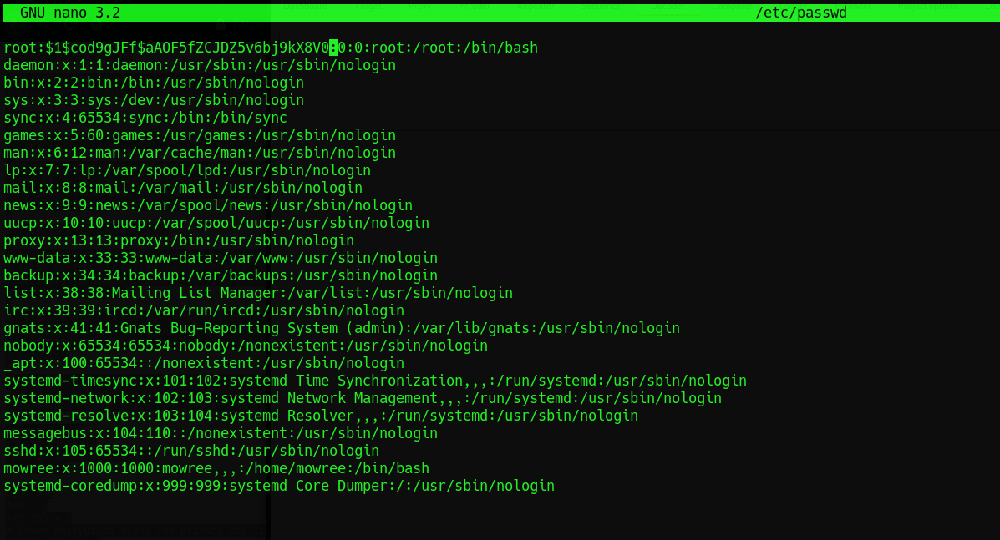 GNU nano 3.2 /etc/passwd
root:$1$cod9gJFf$aAOF5fZCJDZ5v6bj9kX8V0:0:0:root:/root:/bin/bash
daemon:x:1:1:daemon:/usr/sbin:/usr/sbin/nologin
bin:x:2:2:bin:/bin:/usr/sbin/nologin
sys:x:3:3:sys:/dev:/usr/sbin/nologin
sync:x:4:65534:sync:/bin:/bin/sync
games:x:5:60:games:/usr/games:/usr/sbin/nologin
man:x:6:12:man:/var/cache/man:/usr/sbin/nologin
lp:x:7:7:lp:/var/spool/lpd:/usr/sbin/nologin
mail:x:8:8:mail:/var/mail:/usr/sbin/nologin
news:x:9:9:news:/var/spool/news:/usr/sbin/nologin
uucp:x:10:10:uucp:/var/spool/uucp:/usr/sbin/nologin
proxy:x:13:13:proxy:/bin:/usr/sbin/nologin
www-data:x:33:33:www-data:/var/www:/usr/sbin/nologin
backup:x:34:34:backup:/var/backups:/usr/sbin/nologin
list:x:38:38:Mailing List Manager:/var/list:/usr/sbin/nologin
irc:x:39:39:ircd:/var/run/ircd:/usr/sbin/nologin
gnats:x:41:41:Gnats Bug-Reporting System (admin):/var/lib/gnats:/usr/sbin/nologin
nobody:x:65534:65534:nobody:/nonexistent:/usr/sbin/nologin
_apt:x:100:65534::/nonexistent:/usr/sbin/nologin
systemd-timesync:x:101:102:systemd Time Synchronization,,,:/run/systemd:/usr/sbin/nologin
systemd-network:x:102:103:systemd Network Management,,,:/run/systemd:/usr/sbin/nologin
systemd-resolve:x:103:104:systemd Resolver,,,:/run/systemd:/usr/sbin/nologin
messagebus:x:104:110::/nonexistent:/usr/sbin/nologin
sshd:x:105:65534::/run/sshd:/usr/sbin/nologin
mowree:x:1000:1000:mowree,,,:/home/mowree:/bin/bash
systemd-coredump:x:999:999:systemd Core Dumper:/:/usr/sbin/nologin